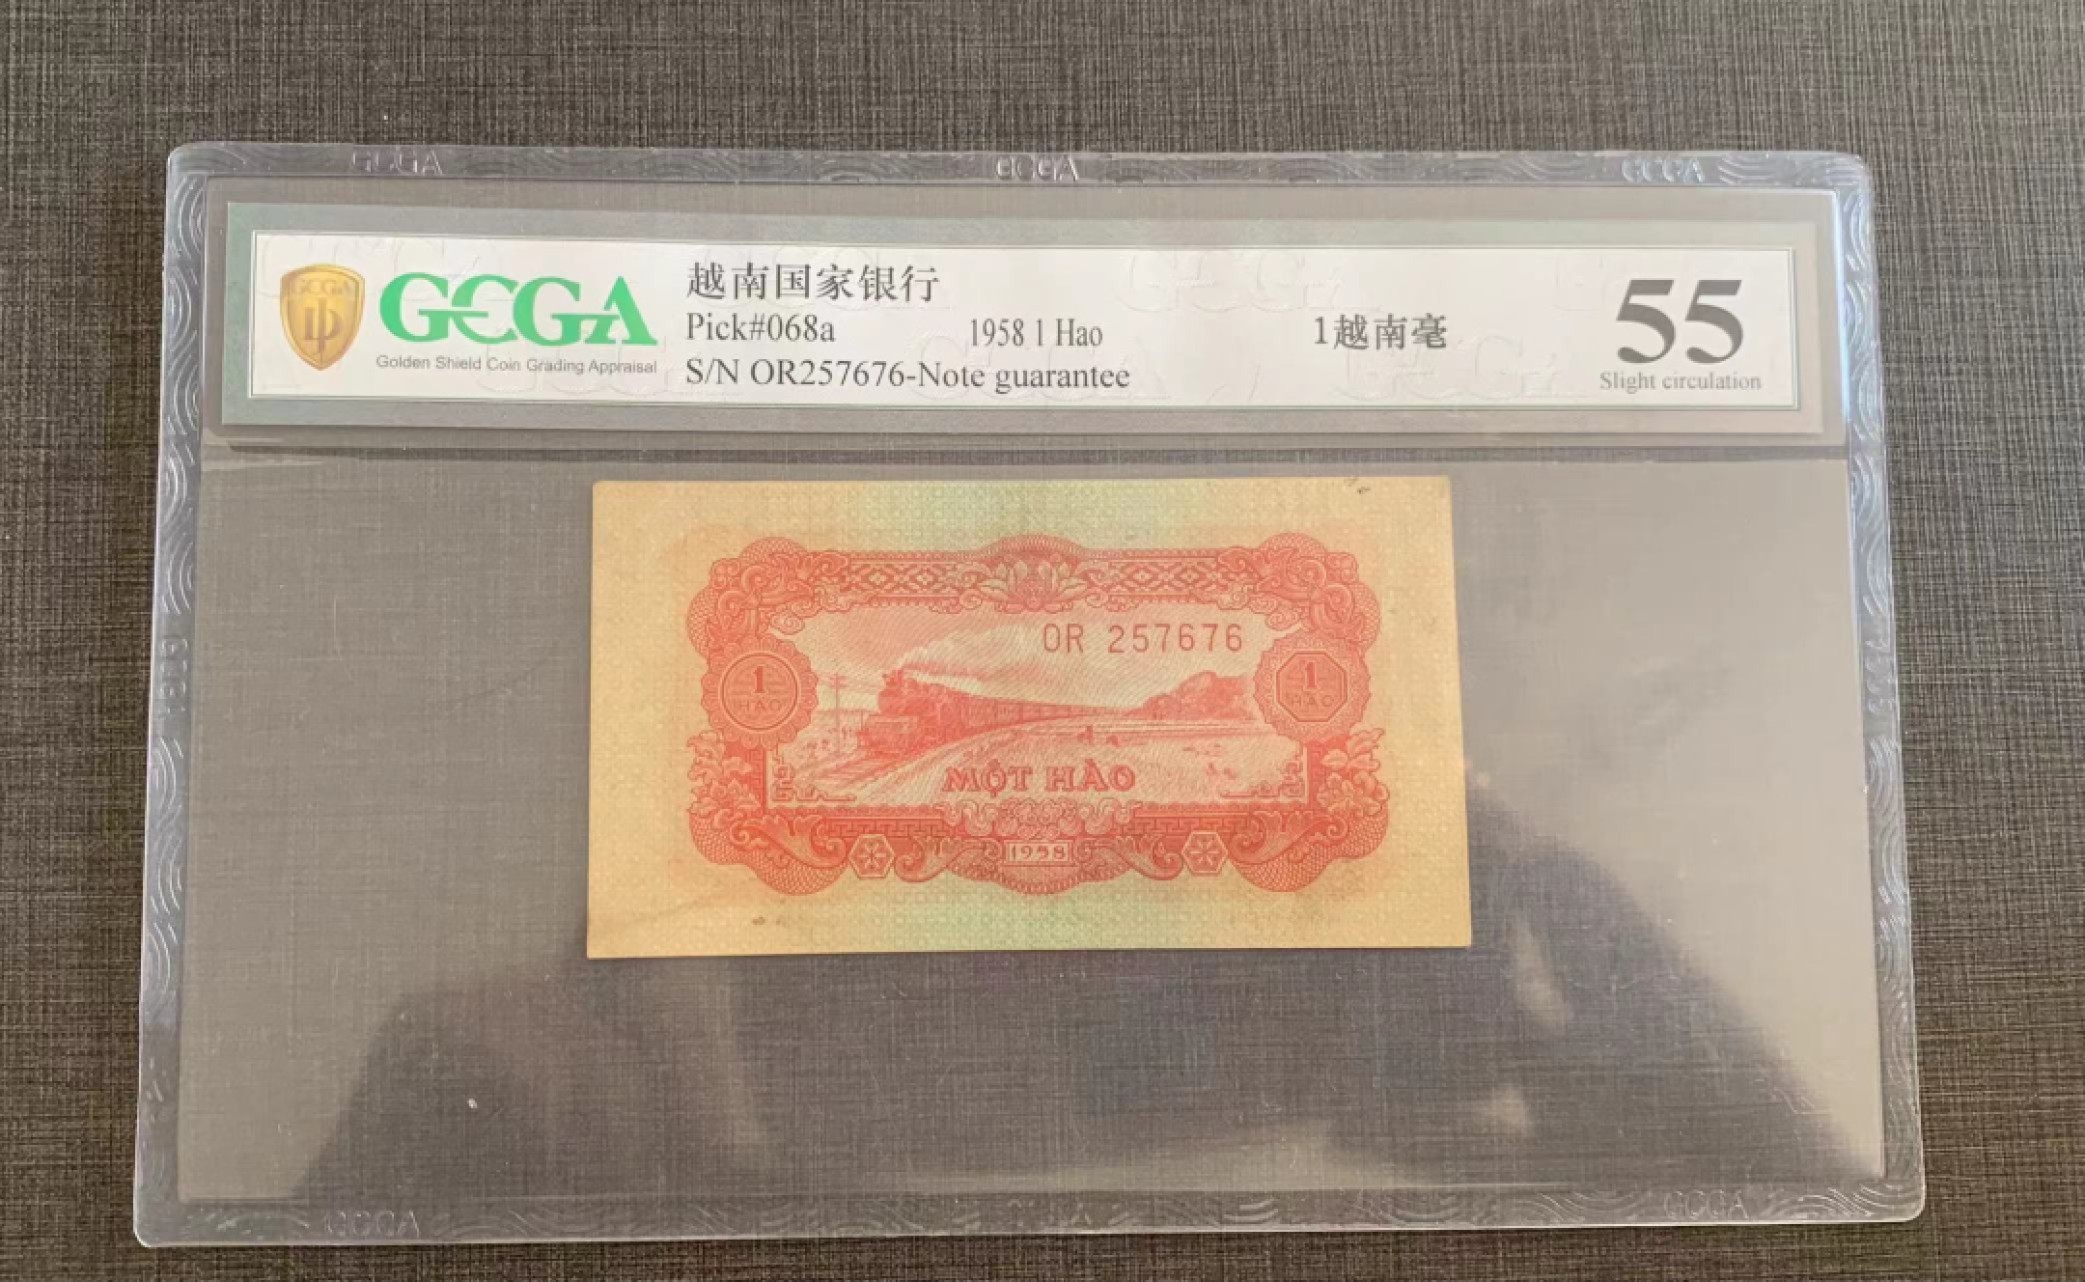 GCGA GCGA GCGA
GCGA
Golden Shield Coin Grading Appraisal
越南国家银行
Pick#068a 1958 1 Hao 1越南毫
S/N OR257676-Note guarantee
55
Slight circulation
OR 257676
1 HÀO
1 HÀO
MỘT HÀO
1958
GCGA GCGA